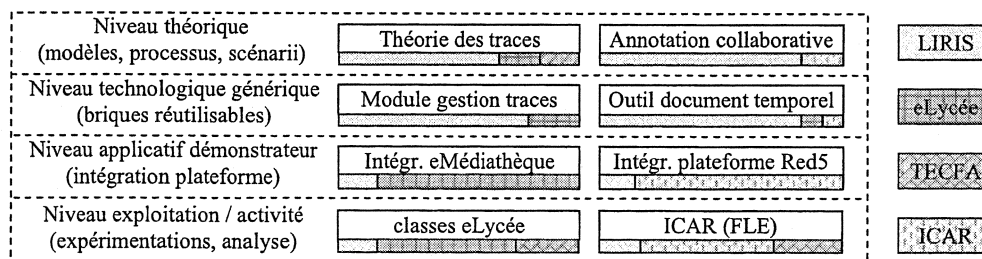 Niveau théorique
(modèles, processus, scénarii)
Théorie des traces
Annotation collaborative
LIRIS
Niveau technologique générique
(briques réutilisables)
Module gestion traces
Outil document temporel
eLycée
Niveau applicatif démonstrateur
(intégration plateforme)
Intégr. eMédiathèque
Intégr. plateforme Red5
TECFA
Niveau exploitation / activité
(expérimentations, analyse)
classes eLycée
ICAR (FLE)
ICAR